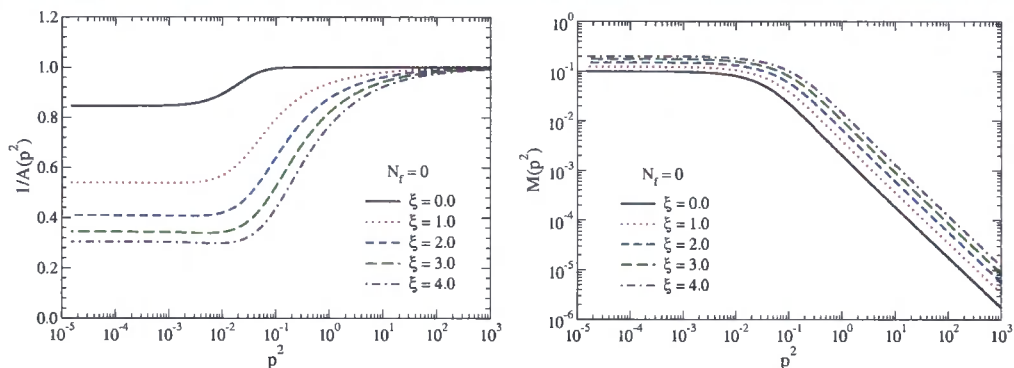 1.2
1.0
0.8
0.6
0.4
0.2
0.0
1/A(p²)
N_f = 0
ξ = 0.0
ξ = 1.0
ξ = 2.0
ξ = 3.0
ξ = 4.0
10⁻⁵ 10⁻⁴ 10⁻³ 10⁻² 10⁻¹ 10⁰ 10¹ 10² 10³
p²
10⁰
10⁻¹
10⁻²
10⁻³
10⁻⁴
10⁻⁵
10⁻⁶
M(p²)
N_f = 0
ξ = 0.0
ξ = 1.0
ξ = 2.0
ξ = 3.0
ξ = 4.0
10⁻⁵ 10⁻⁴ 10⁻³ 10⁻² 10⁻¹ 10⁰ 10¹ 10² 10³
p²